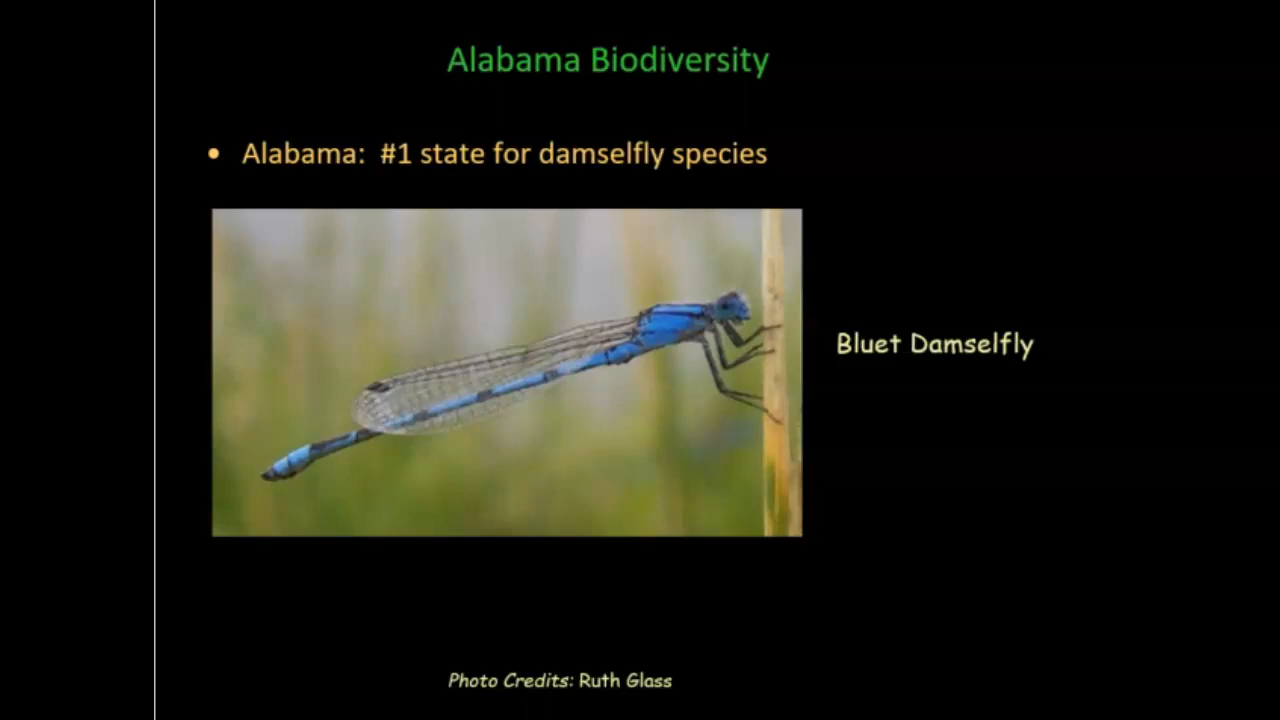 Alabama Biodiversity
• Alabama: #1 state for damselfly species
Bluet Damselfly
Photo Credits: Ruth Glass